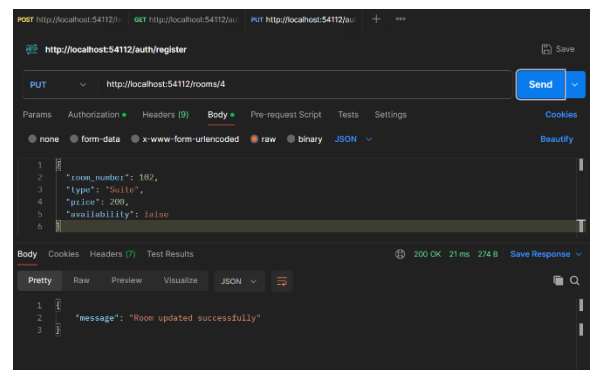 POST http://localhost:54112/h GET http://localhost:54112/au PUT http://localhost:54112/au
http://localhost:54112/auth/register Save
PUT http://localhost:54112/rooms/4 Send
Params Authorization Headers (9) Body Pre-request Script Tests Settings Cookies
none form-data x-www-form-urlencoded raw binary JSON Beautify
1 {
2 "room_number": 102,
3 "type": "Suite",
4 "price": 200,
5 "availability": false
6 }
Body Cookies Headers (7) Test Results 200 OK 21 ms 274 B Save Response
Pretty Raw Preview Visualize JSON
1 {
2 "message": "Room updated successfully"
3 }